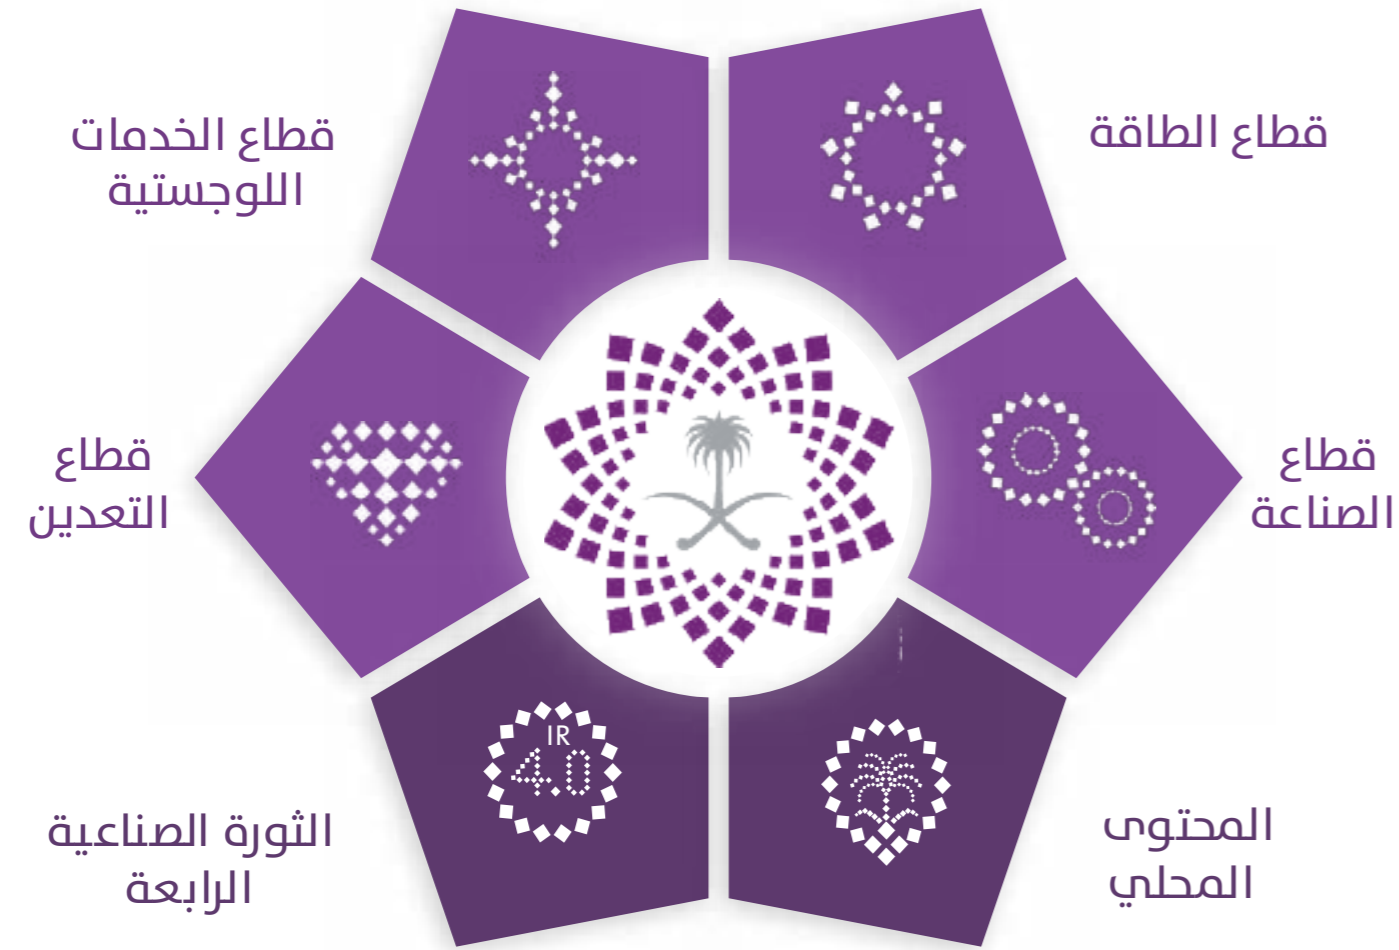 قطاع الطاقة
قطاع الخدمات
اللوجستية
قطاع
الصناعة
قطاع
التعدين
المحتوى
المحلي
IR
4.0
الثورة الصناعية
الرابعة